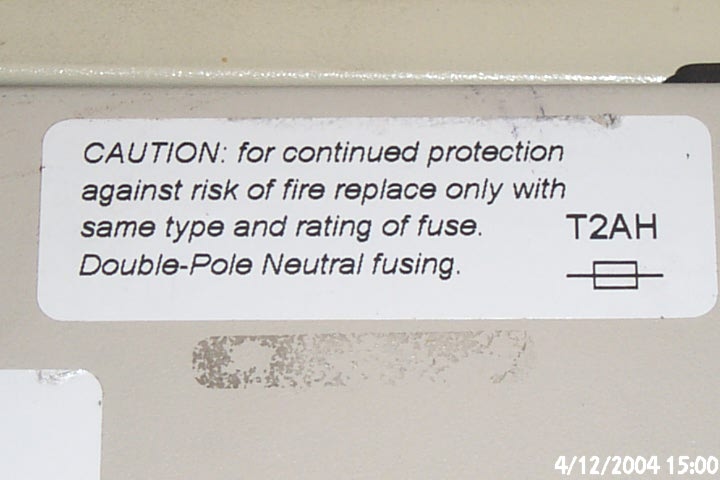 CAUTION: for continued protection
against risk of fire replace only with
same type and rating of fuse.
Double-Pole Neutral fusing.
T2AH
4/12/2004 15:00